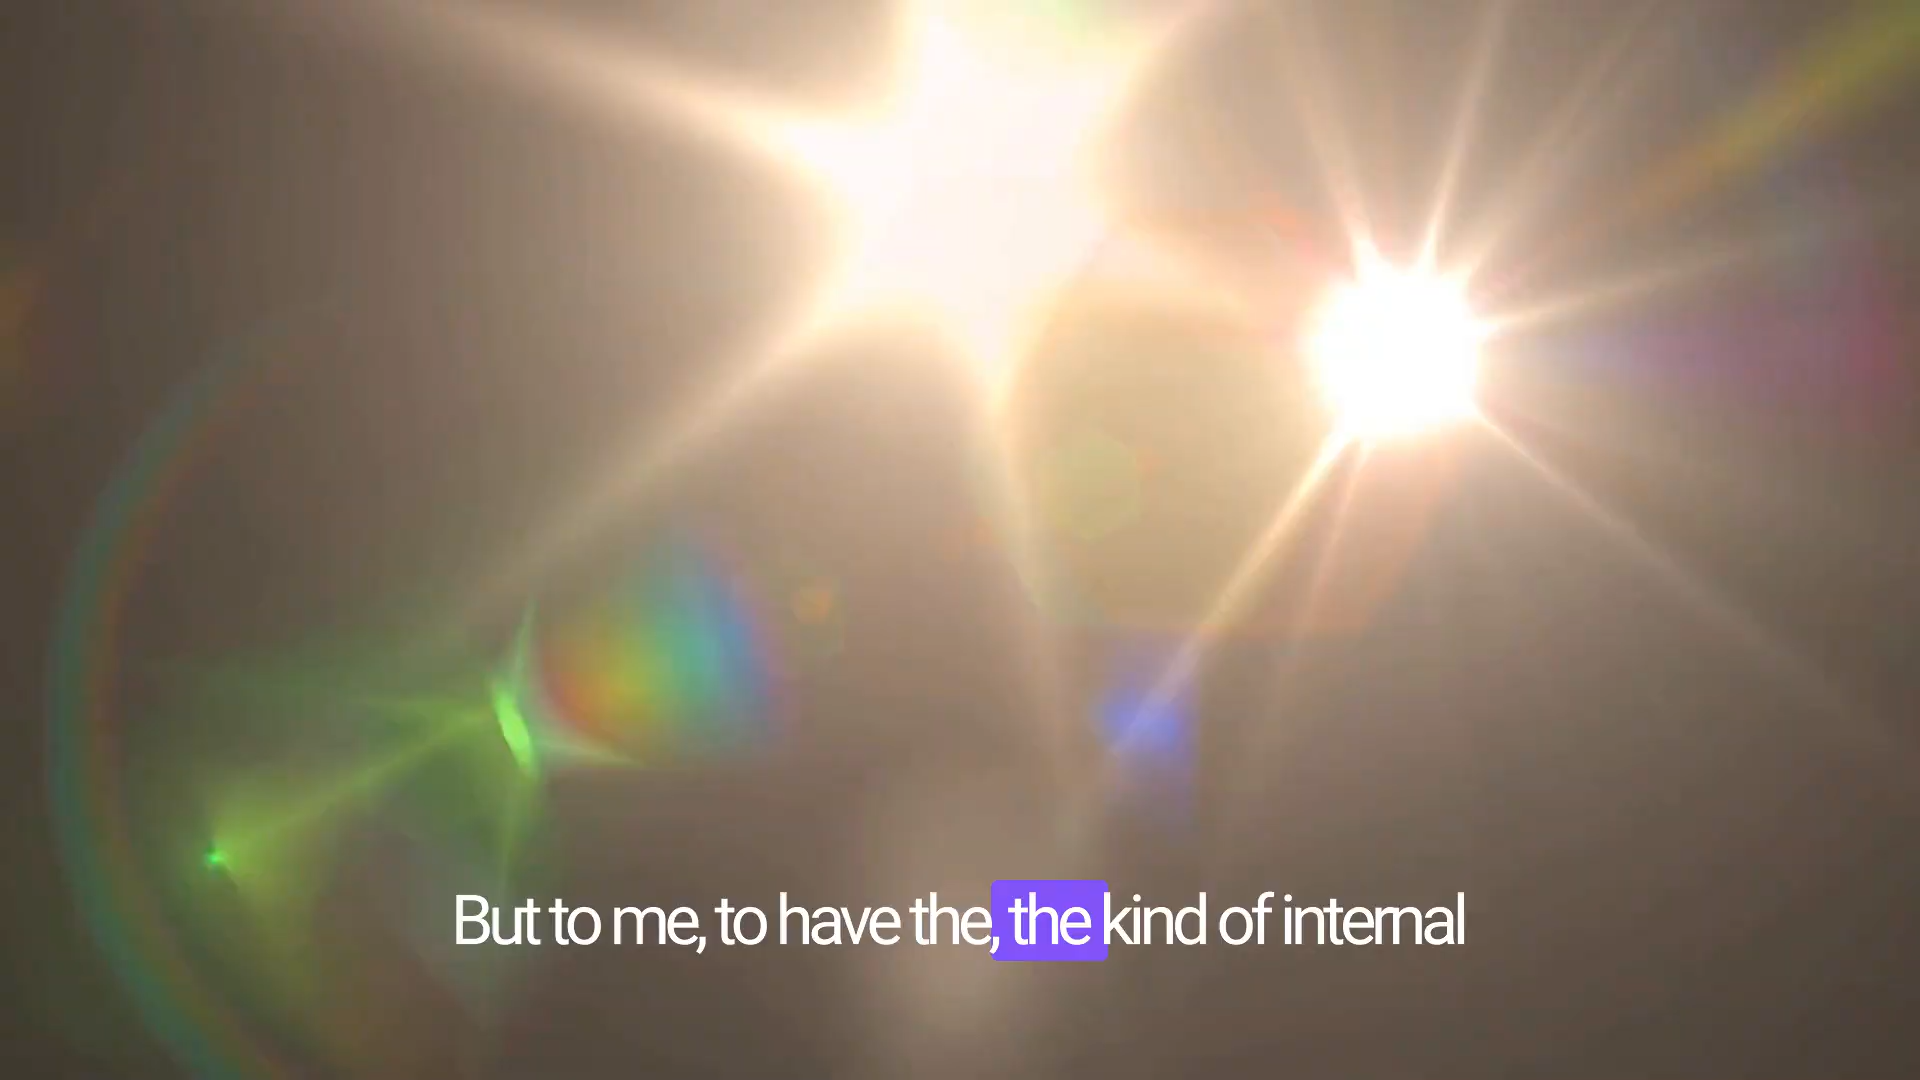 But to me, to have the, the kind of internal